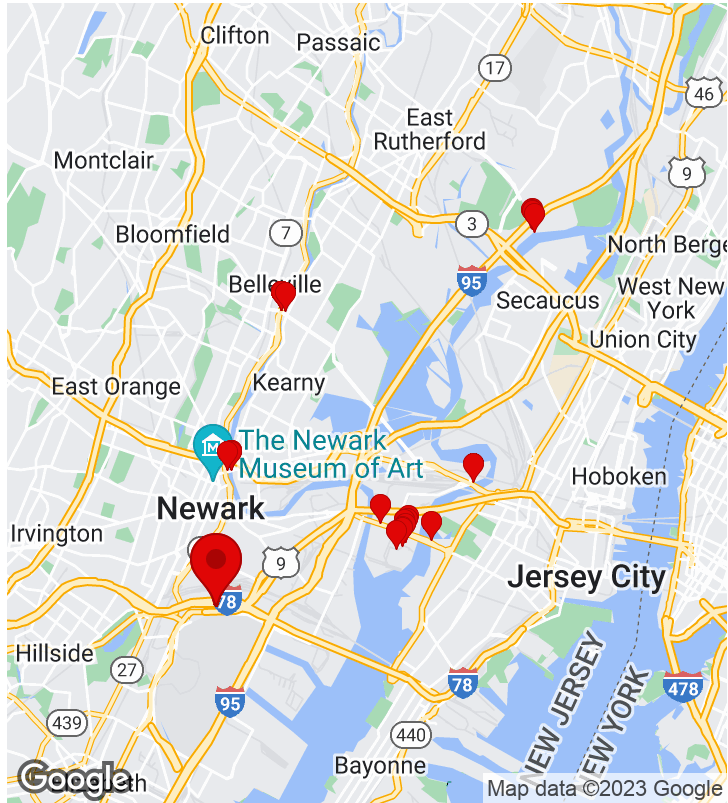 Clifton
Passaic
17
46
East
Rutherford
Montclair
9
7
3
Bloomfield
North Berge
95
Belleville
Secaucus
West New
York
Union City
East Orange
Kearny
The Newark
Museum of Art
Hoboken
Newark
Irvington
9
Jersey City
78
Hillside
27
78
478
95
439
440
NEW JERSEY
NEW YORK
Bayonne
Google
Map data ©2023 Google